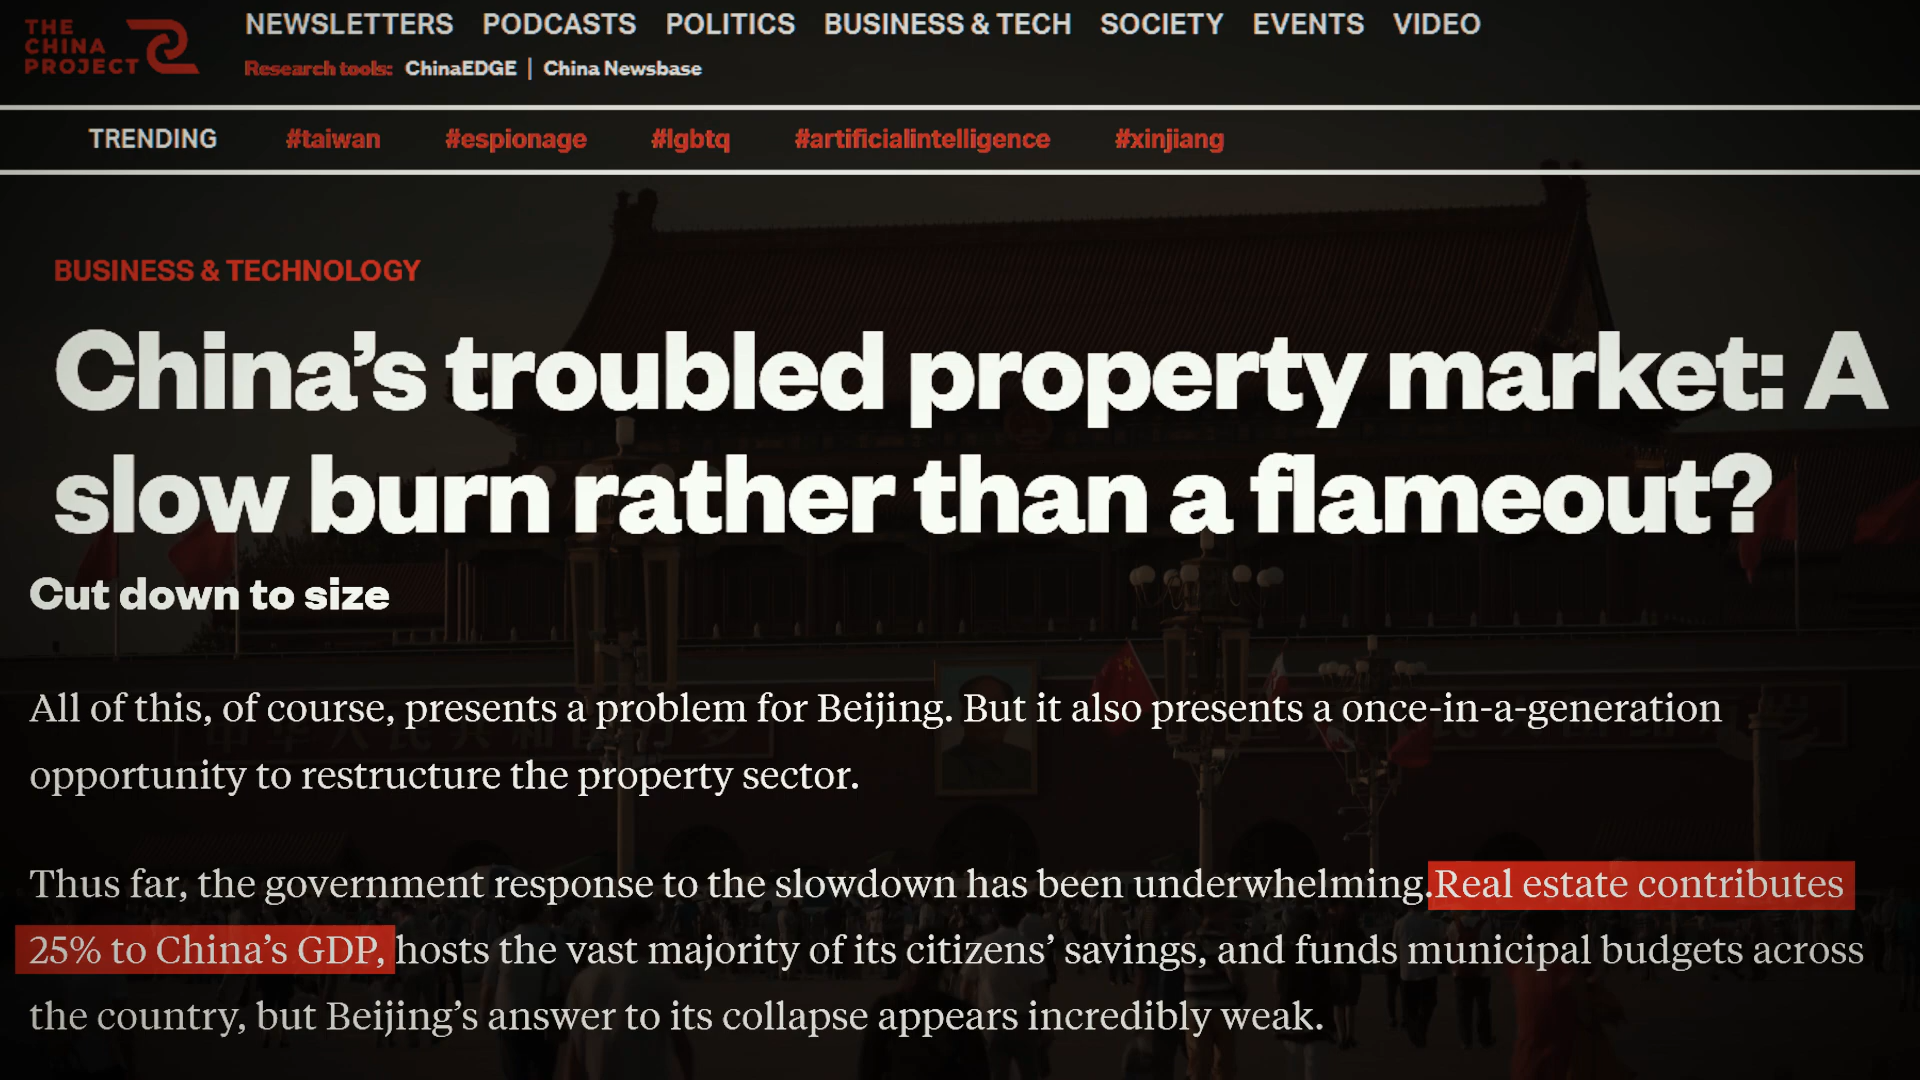 THE
CHINA
PROJECT
NEWSLETTERS PODCASTS POLITICS BUSINESS & TECH SOCIETY EVENTS VIDEO
Research tools: ChinaEDGE | China Newsbase
TRENDING #taiwan #espionage #lgbtq #artificialintelligence #xinjiang
BUSINESS & TECHNOLOGY
China’s troubled property market: A
slow burn rather than a flameout?
Cut down to size
All of this, of course, presents a problem for Beijing. But it also presents a once-in-a-generation
opportunity to restructure the property sector.
Thus far, the government response to the slowdown has been underwhelming.Real estate contributes
25% to China’s GDP, hosts the vast majority of its citizens’ savings, and funds municipal budgets across
the country, but Beijing’s answer to its collapse appears incredibly weak.